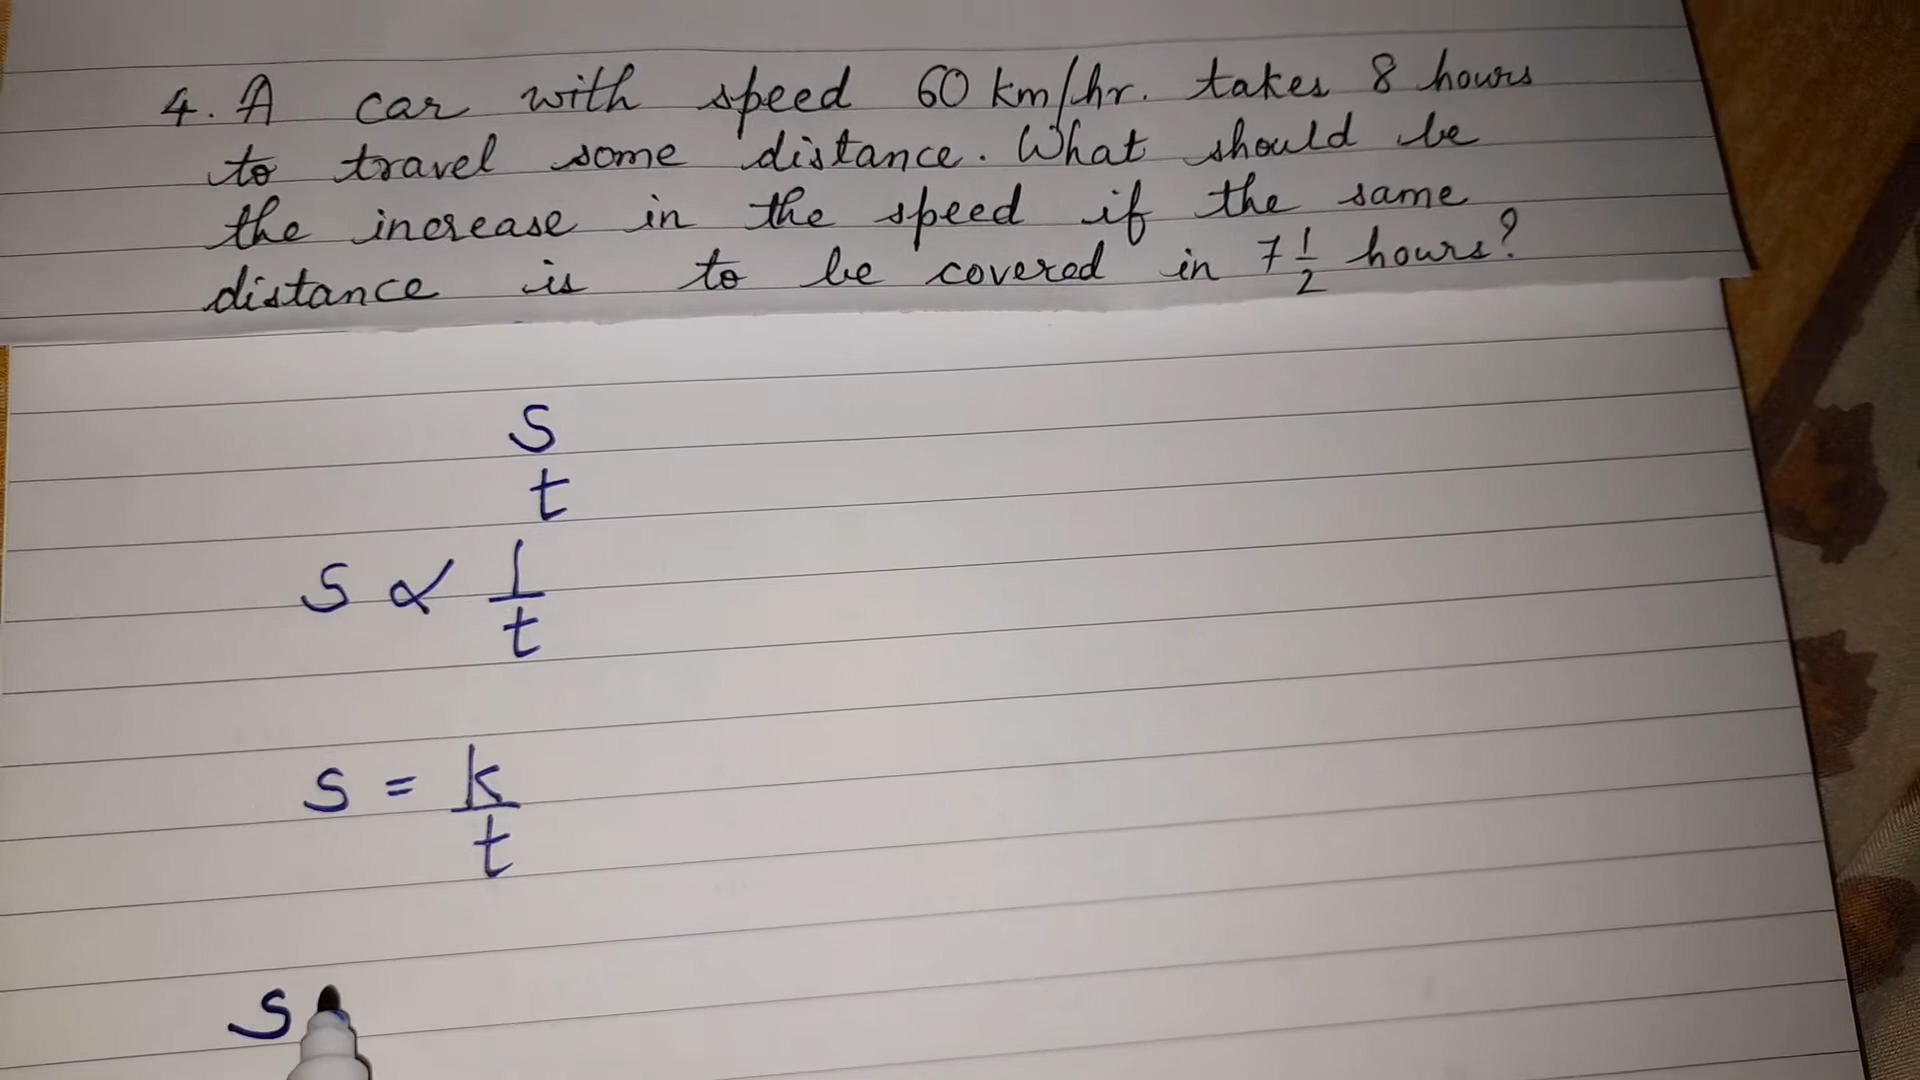 4. A car with speed 60 km/hr. takes 8 hours
to travel some distance. What should be
the increase in the speed if the same
distance is to be covered in 7 1/2 hours?
S
t
S ∝ 1/t
S = k/t
S